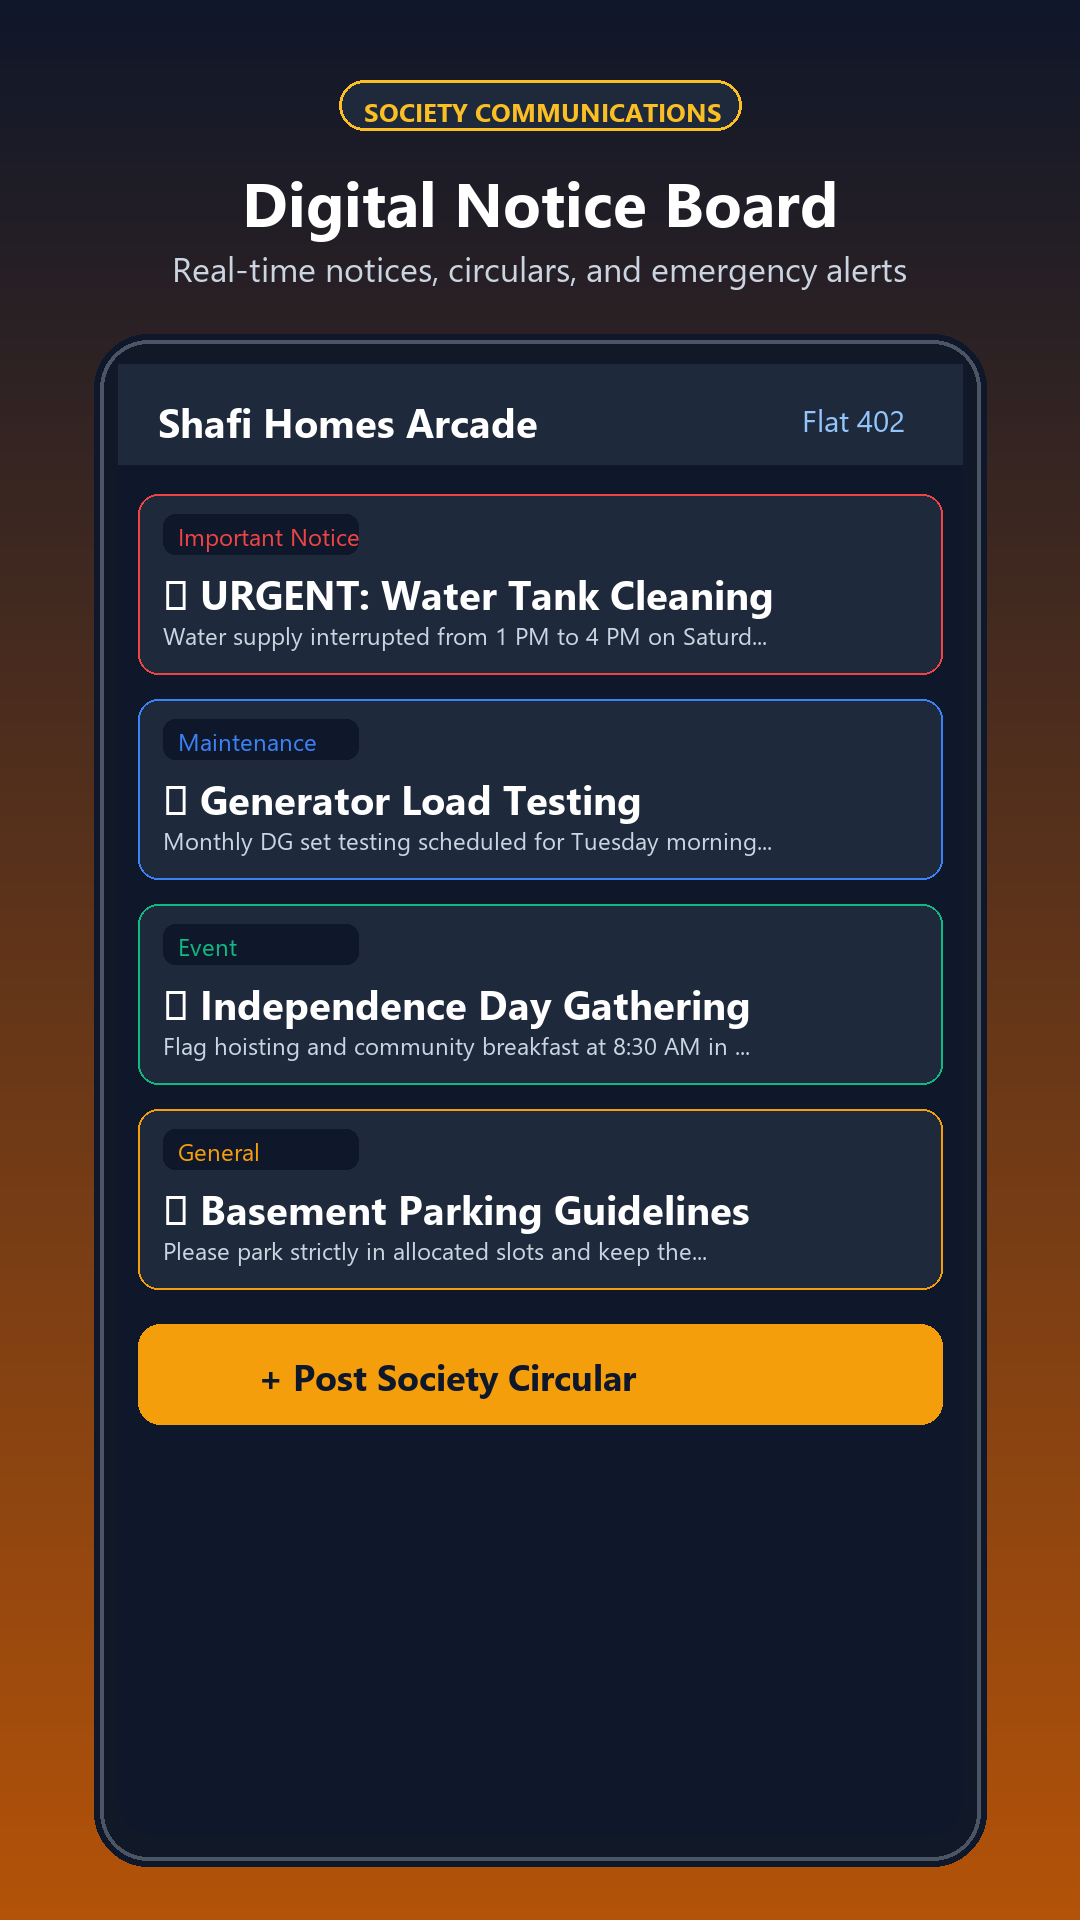 SOCIETY COMMUNICATIONS
Digital Notice Board
Real-time notices, circulars, and emergency alerts
Shafi Homes Arcade
Flat 402
Important Notice
URGENT: Water Tank Cleaning
Water supply interrupted from 1 PM to 4 PM on Saturd...
Maintenance
Generator Load Testing
Monthly DG set testing scheduled for Tuesday morning...
Event
Independence Day Gathering
Flag hoisting and community breakfast at 8:30 AM in ...
General
Basement Parking Guidelines
Please park strictly in allocated slots and keep the...
+ Post Society Circular